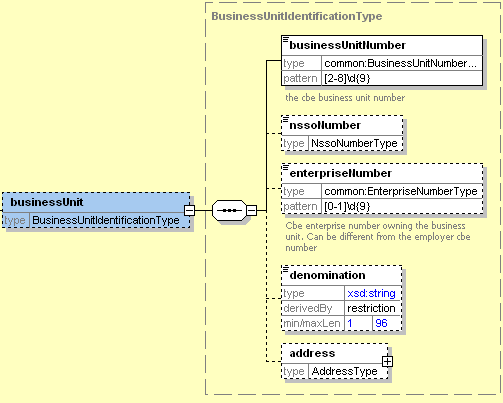 BusinessUnitIdentificationType
businessUnitNumber
type common:BusinessUnitNumber...
pattern [2-8]\d{9}
the cbe business unit number
nssoNumber
type NssoNumberType
enterpriseNumber
type common:EnterpriseNumberType
pattern [0-1]\d{9}
Cbe enterprise number owning the business
unit. Can be different from the employer cbe
number
businessUnit
type BusinessUnitIdentificationType
denomination
type xsd:string
derivedBy restriction
min/maxLen 1 96
address
type AddressType